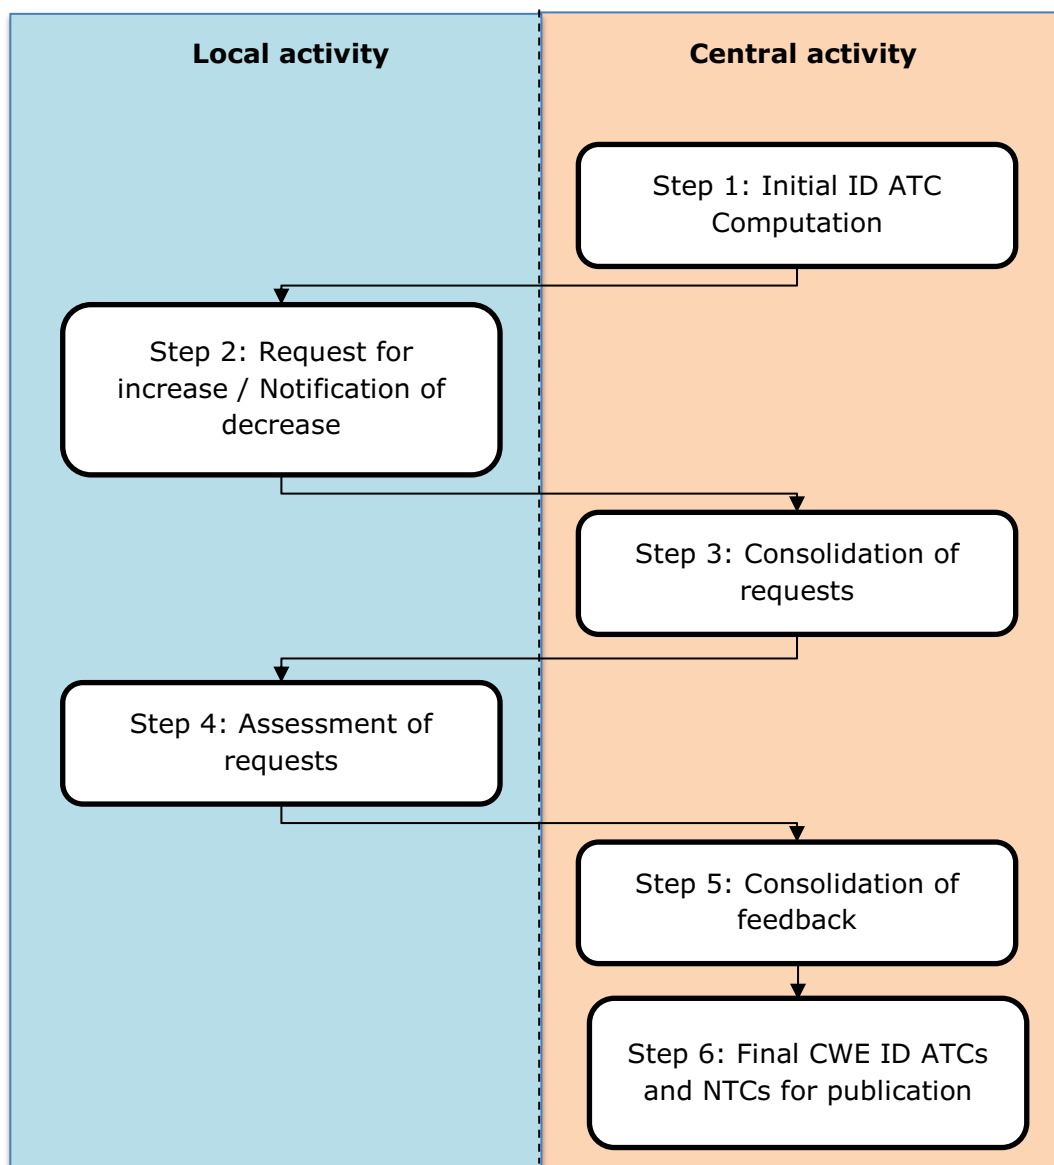 Local activity
Central activity
Step 1: Initial ID ATC
Computation
Step 2: Request for
increase / Notification of
decrease
Step 3: Consolidation of
requests
Step 4: Assessment of
requests
Step 5: Consolidation of
feedback
Step 6: Final CWE ID ATCs
and NTCs for publication